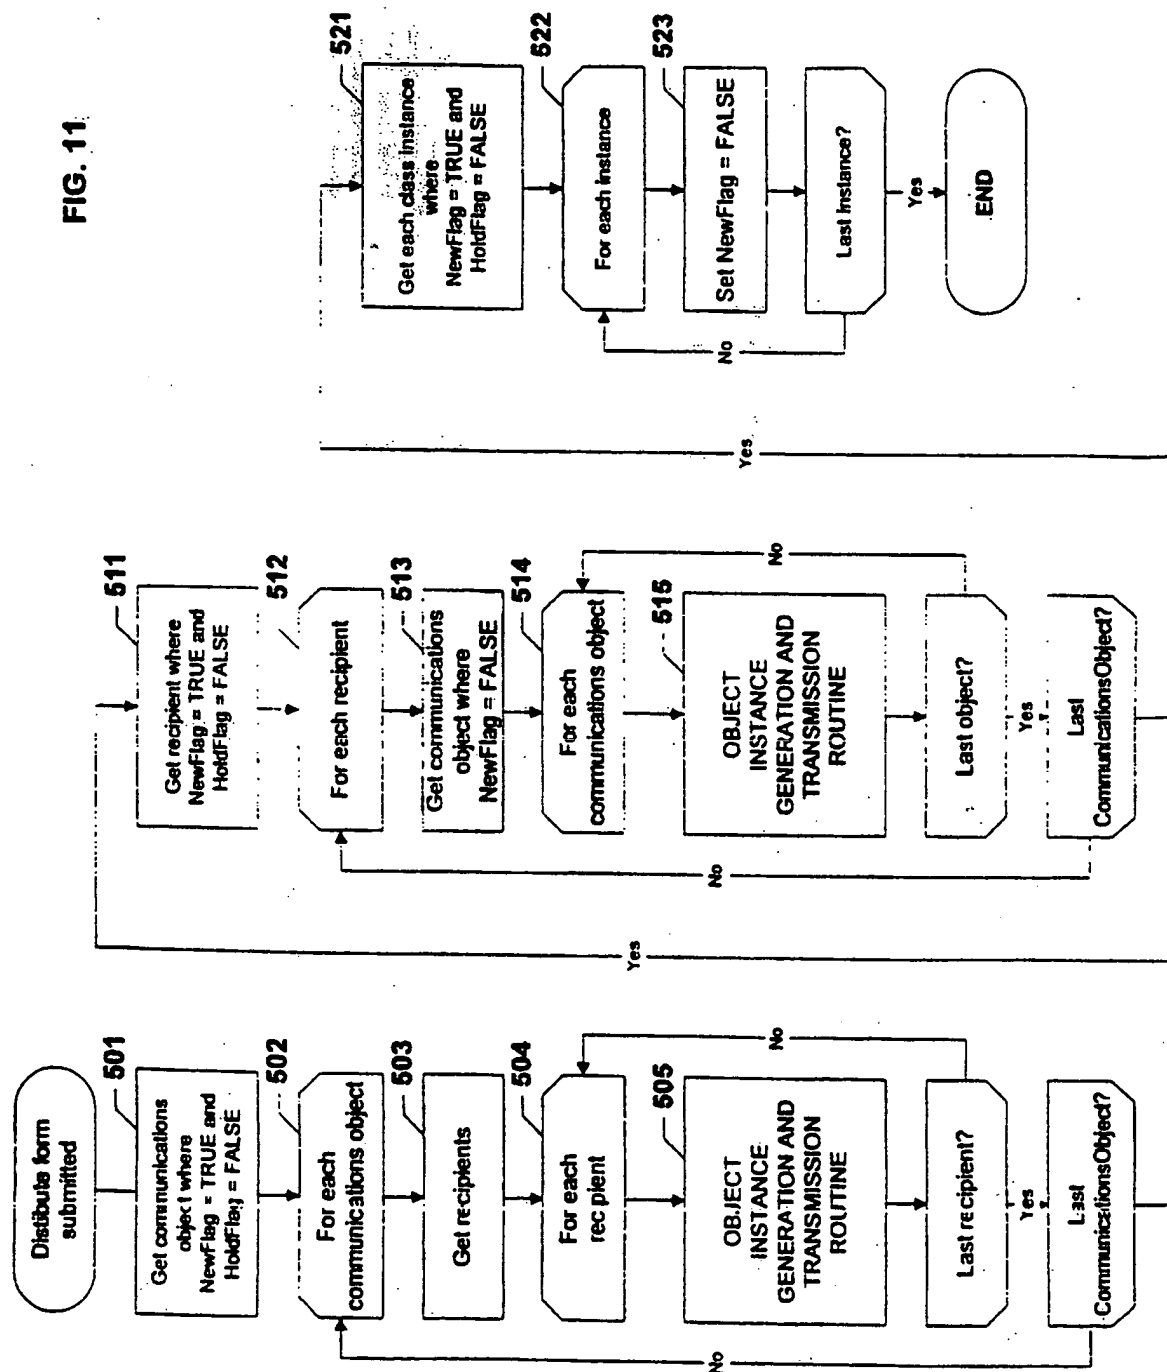 FIG. 11
Distibute form
submitted
501
Get communications
object where
NewFlag = TRUE and
HoldFlag = FALSE
502
For each
communications object
503
Get recipients
504
For each
recipient
505
OBJECT
INSTANCE
GENERATION AND
TRANSMISSION
ROUTINE
Last recipient?
No
Yes
Last
CommunicationsObject?
No
Yes
511
Get recipient where
NewFlag = TRUE and
HoldFlag = FALSE
512
For each recipient
513
Get communications
object where
NewFlag = FALSE
514
For each
communications object
515
OBJECT
INSTANCE
GENERATION AND
TRANSMISSION
ROUTINE
Last object?
No
Yes
Last
CommunicationsObject?
No
Yes
521
Get each class instance
where
NewFlag = TRUE and
HoldFlag = FALSE
522
For each instance
523
Set NewFlag = FALSE
Last Instance?
No
Yes
END